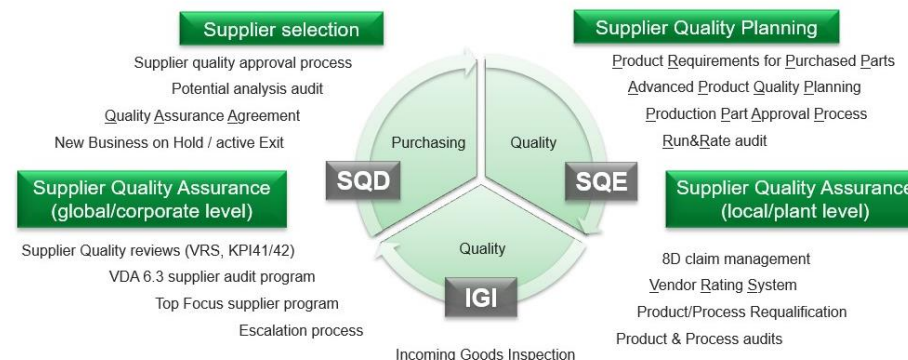 Supplier selection
Supplier quality approval process
Potential analysis audit
Quality Assurance Agreement
New Business on Hold / active Exit
Supplier Quality Planning
Product Requirements for Purchased Parts
Advanced Product Quality Planning
Production Part Approval Process
Run&Rate audit
Purchasing
Quality
SQD
SQE
Quality
IGI
Incoming Goods Inspection
Supplier Quality Assurance
(global/corporate level)
Supplier Quality reviews (VRS, KPI41/42)
VDA 6.3 supplier audit program
Top Focus supplier program
Escalation process
Supplier Quality Assurance
(local/plant level)
8D claim management
Vendor Rating System
Product/Process Requalification
Product & Process audits